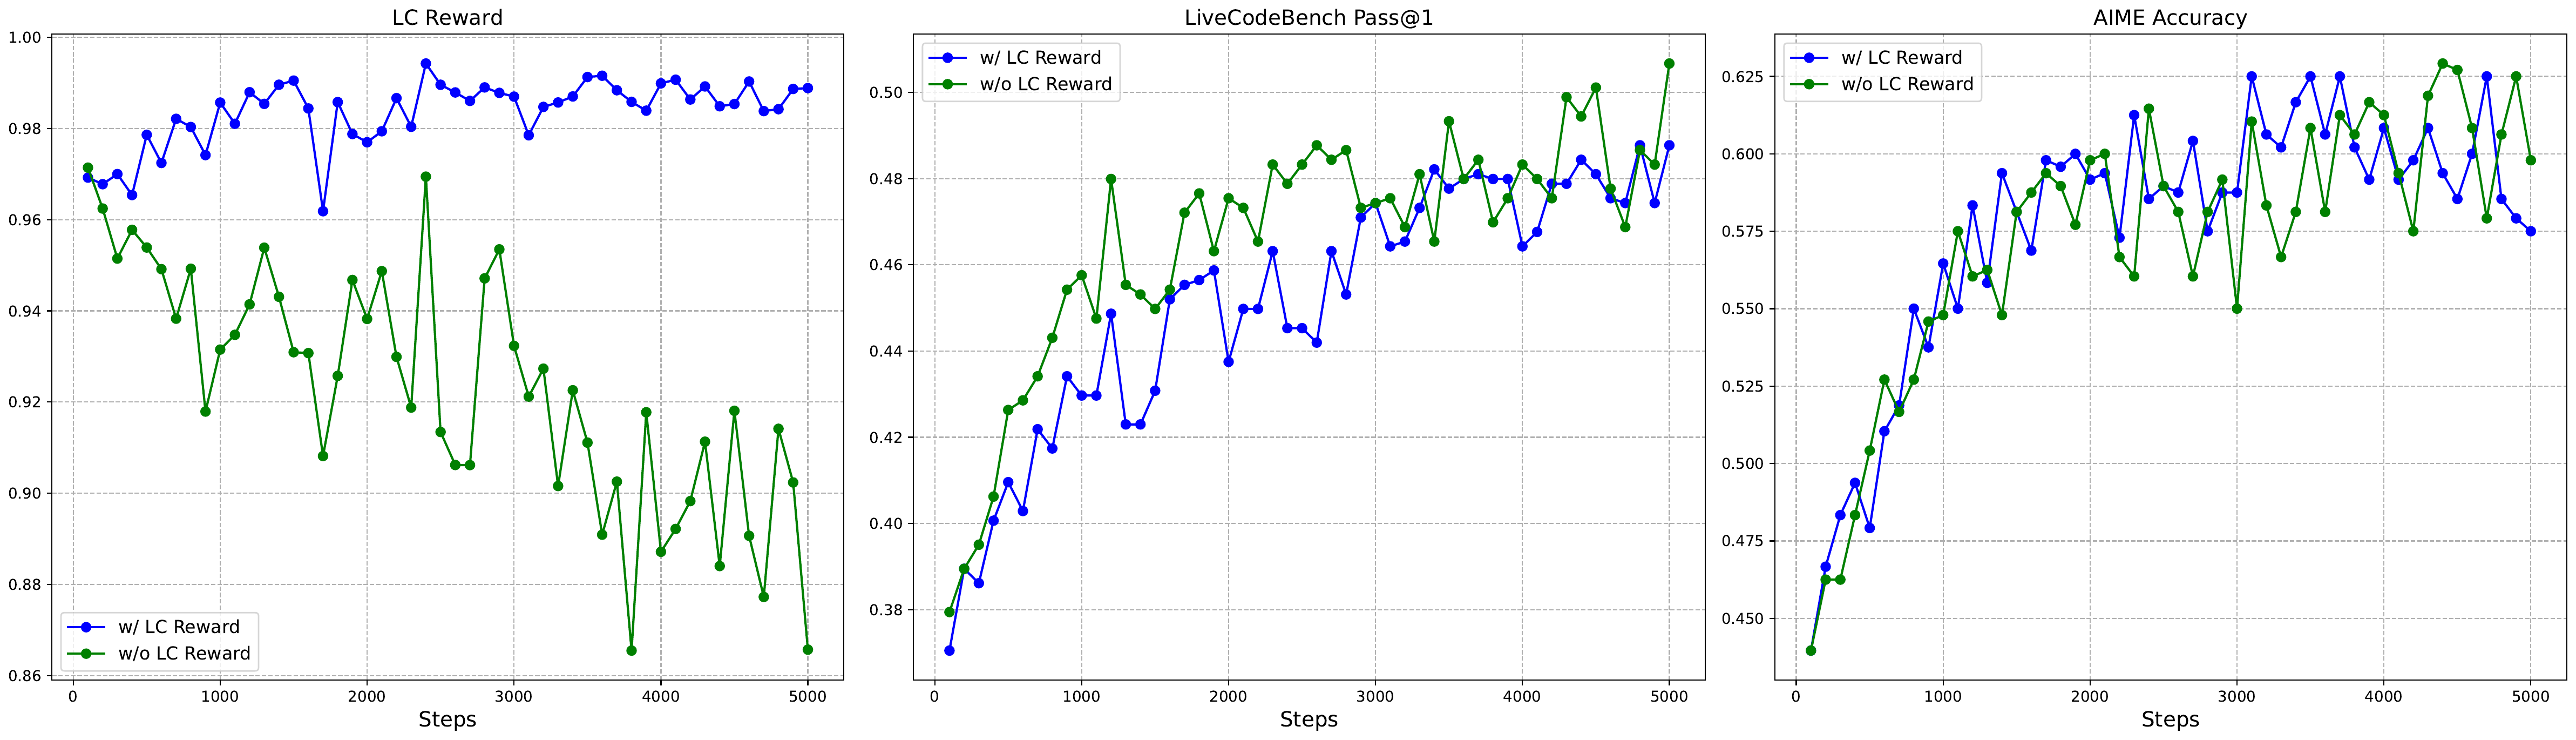 LC Reward
1.00
0.98
0.96
0.94
0.92
0.90
0.88
0.86
w/ LC Reward
w/o LC Reward
0 1000 2000 3000 4000 5000
Steps
LiveCodeBench Pass@1
w/ LC Reward
w/o LC Reward
0.50
0.48
0.46
0.44
0.42
0.40
0.38
0 1000 2000 3000 4000 5000
Steps
AIME Accuracy
w/ LC Reward
w/o LC Reward
0.625
0.600
0.575
0.550
0.525
0.500
0.475
0.450
0 1000 2000 3000 4000 5000
Steps